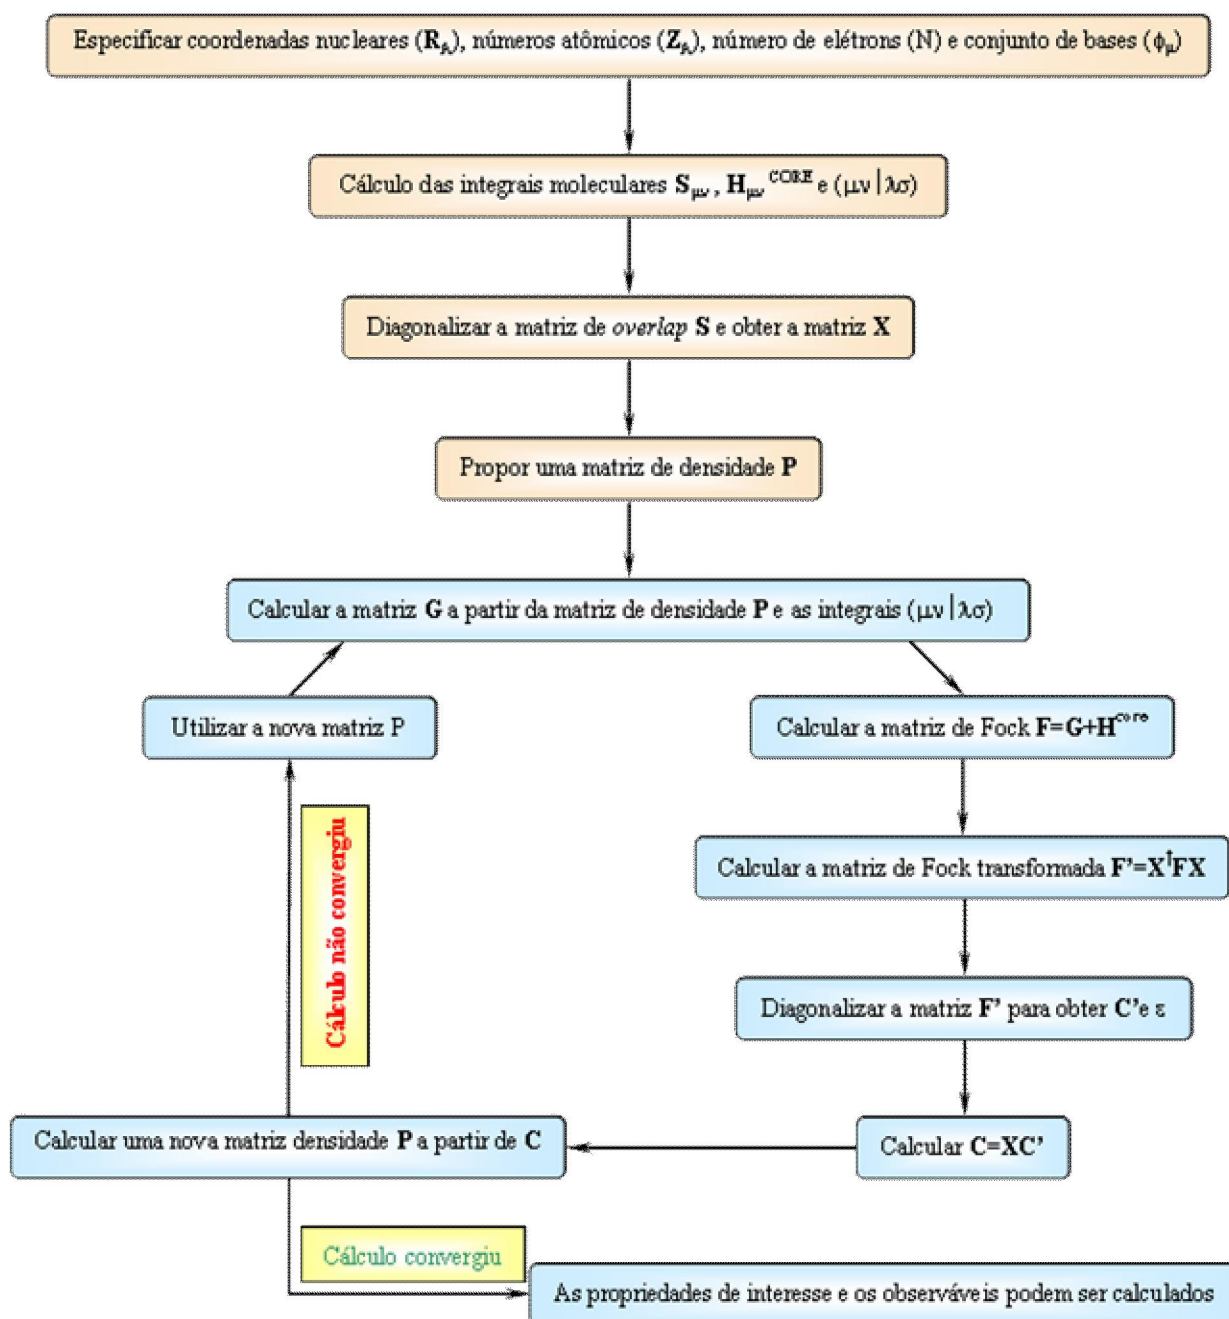 Especificar coordenadas nucleares (R_A), números atômicos (Z_A), número de elétrons (N) e conjunto de bases (ϕ_μ)
Cálculo das integrais moleculares S_μν, H_μν^CORE e (μν|λσ)
Diagonalizar a matriz de overlap S e obter a matriz X
Propor uma matriz de densidade P
Calcular a matriz G a partir da matriz de densidade P e as integrais (μν|λσ)
Utilizar a nova matriz P
Calcular a matriz de Fock F=G+H^core
Cálculo não convergiu
Calcular a matriz de Fock transformada F'=X^†FX
Diagonalizar a matriz F' para obter C'e ε
Calcular uma nova matriz densidade P a partir de C
Calcular C=XC'
Cálculo convergiu
As propriedades de interesse e os observáveis podem ser calculados